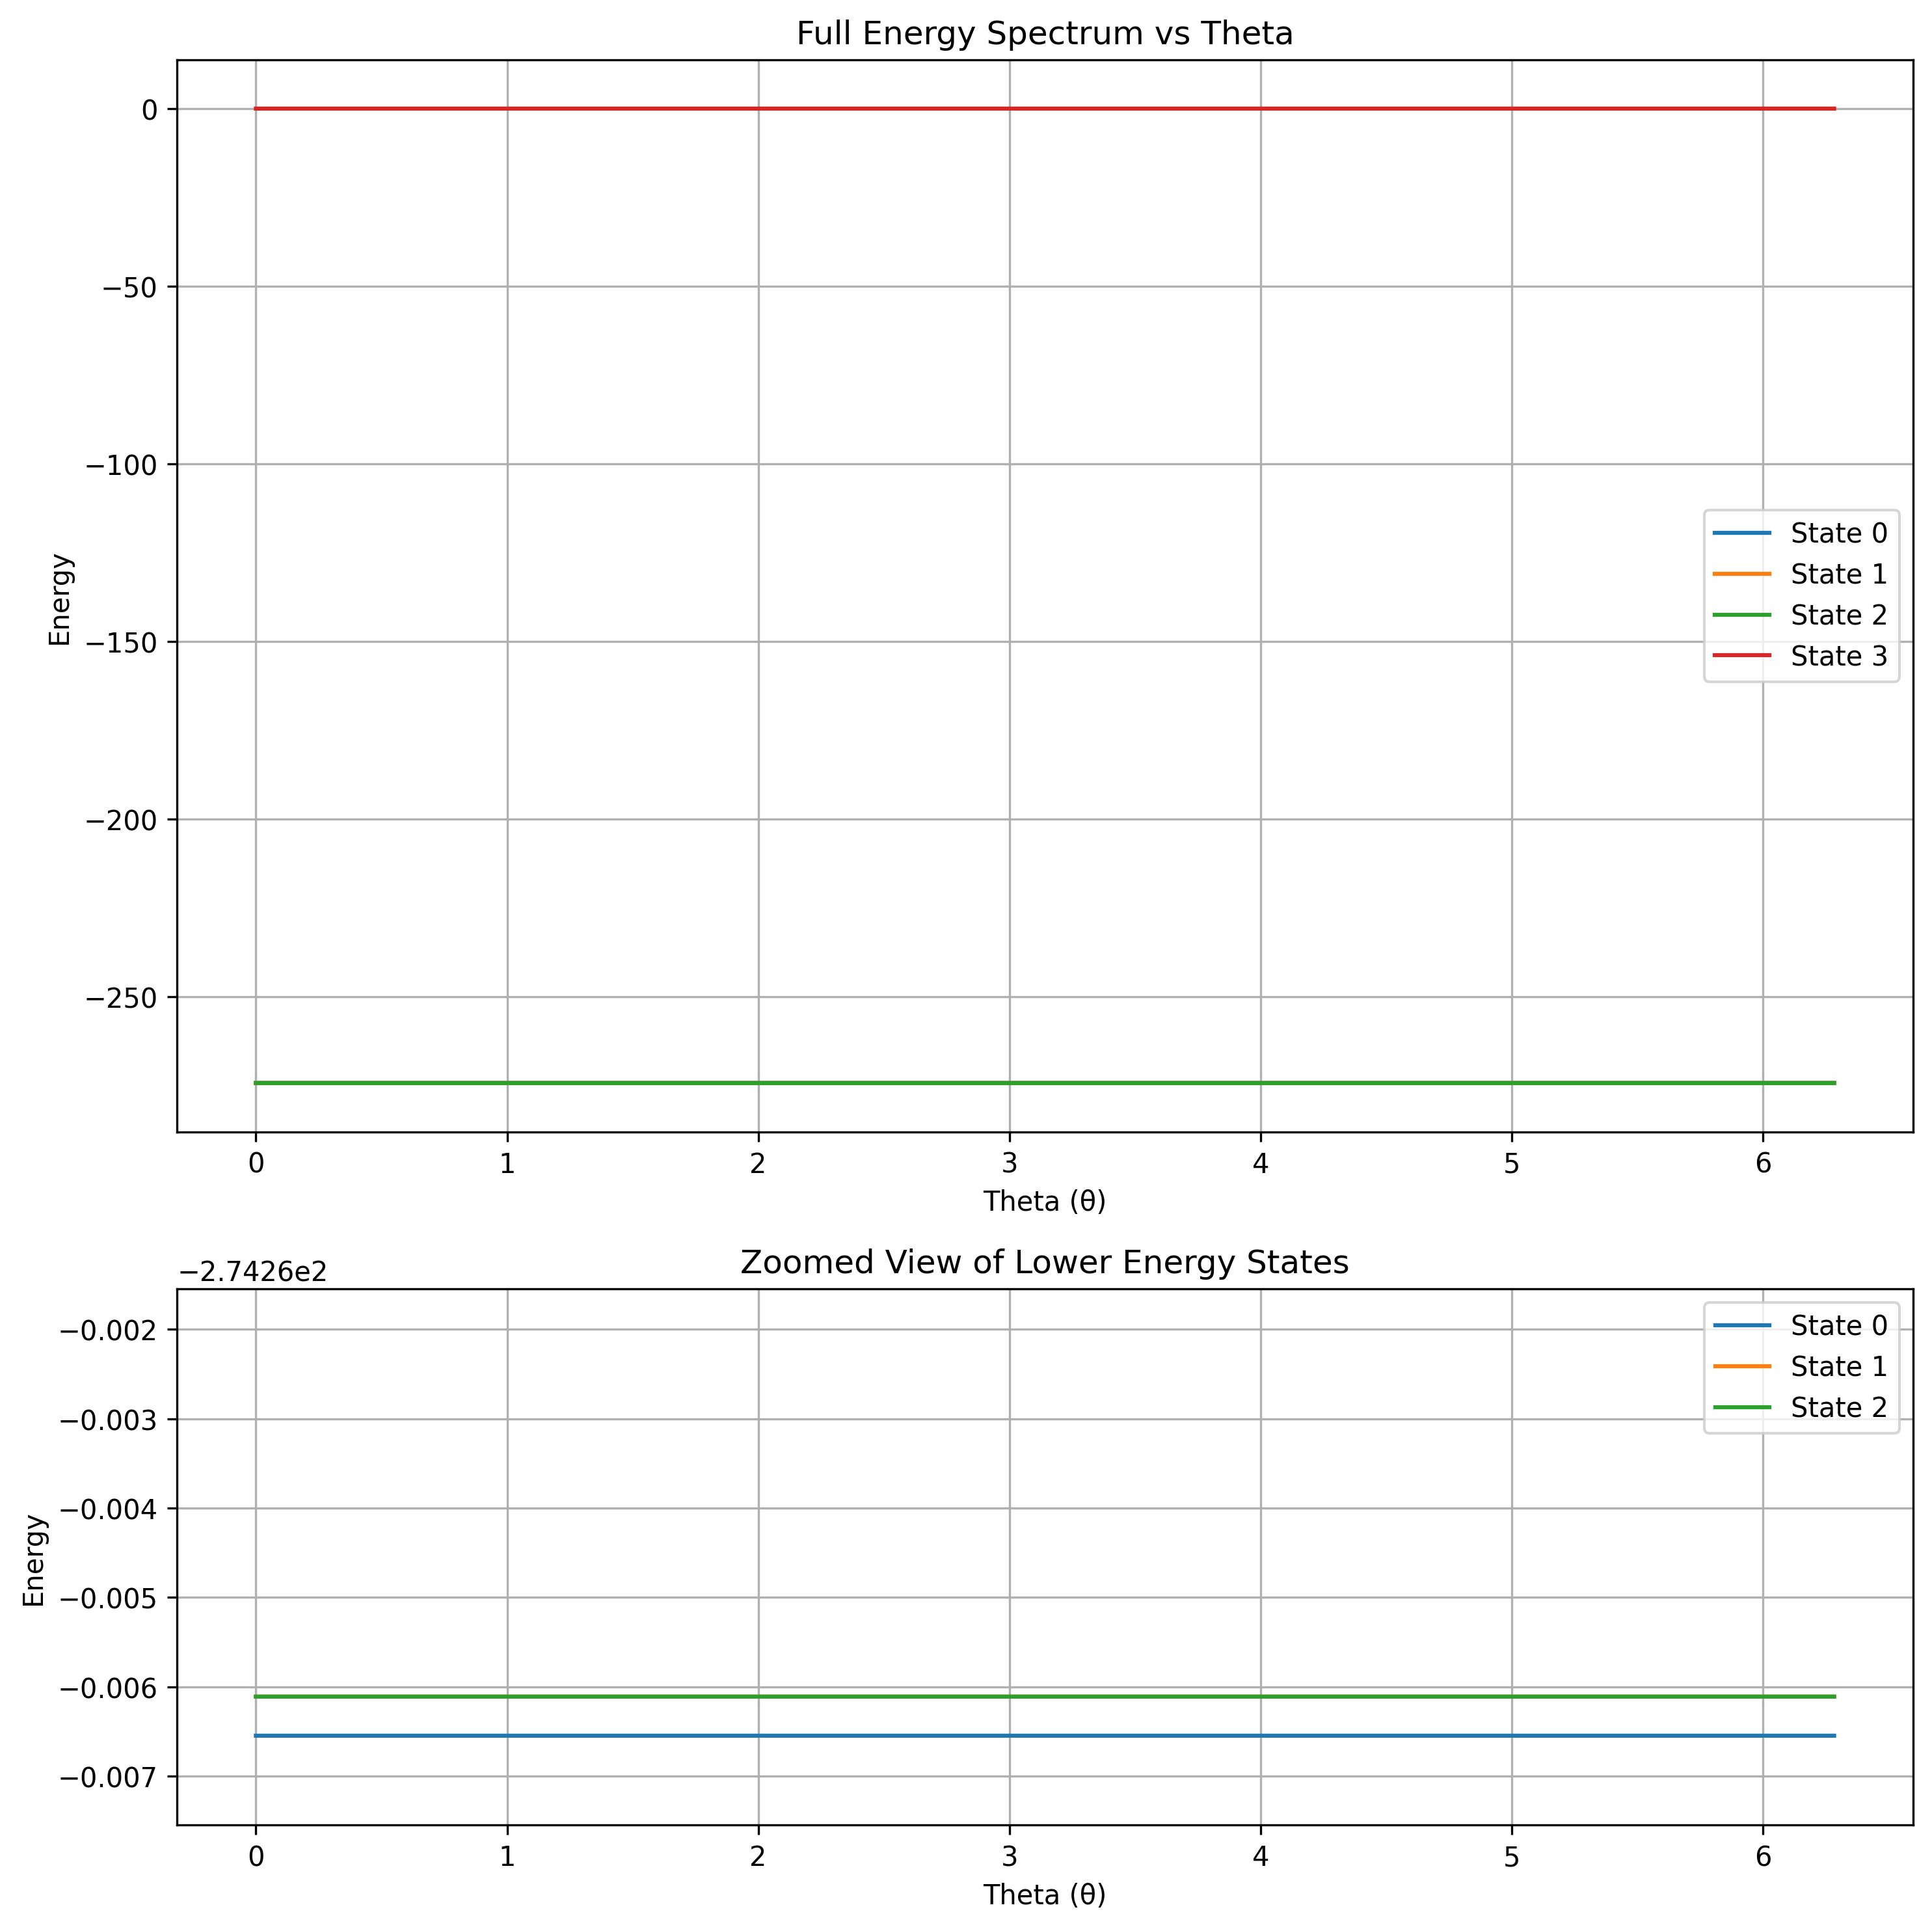 Full Energy Spectrum vs Theta
0
−50
−100
−150
−200
−250
Energy
State 0
State 1
State 2
State 3
0 1 2 3 4 5 6
Theta (θ)
Zoomed View of Lower Energy States
−2.7426e2
−0.002
−0.003
−0.004
−0.005
−0.006
−0.007
Energy
State 0
State 1
State 2
0 1 2 3 4 5 6
Theta (θ)